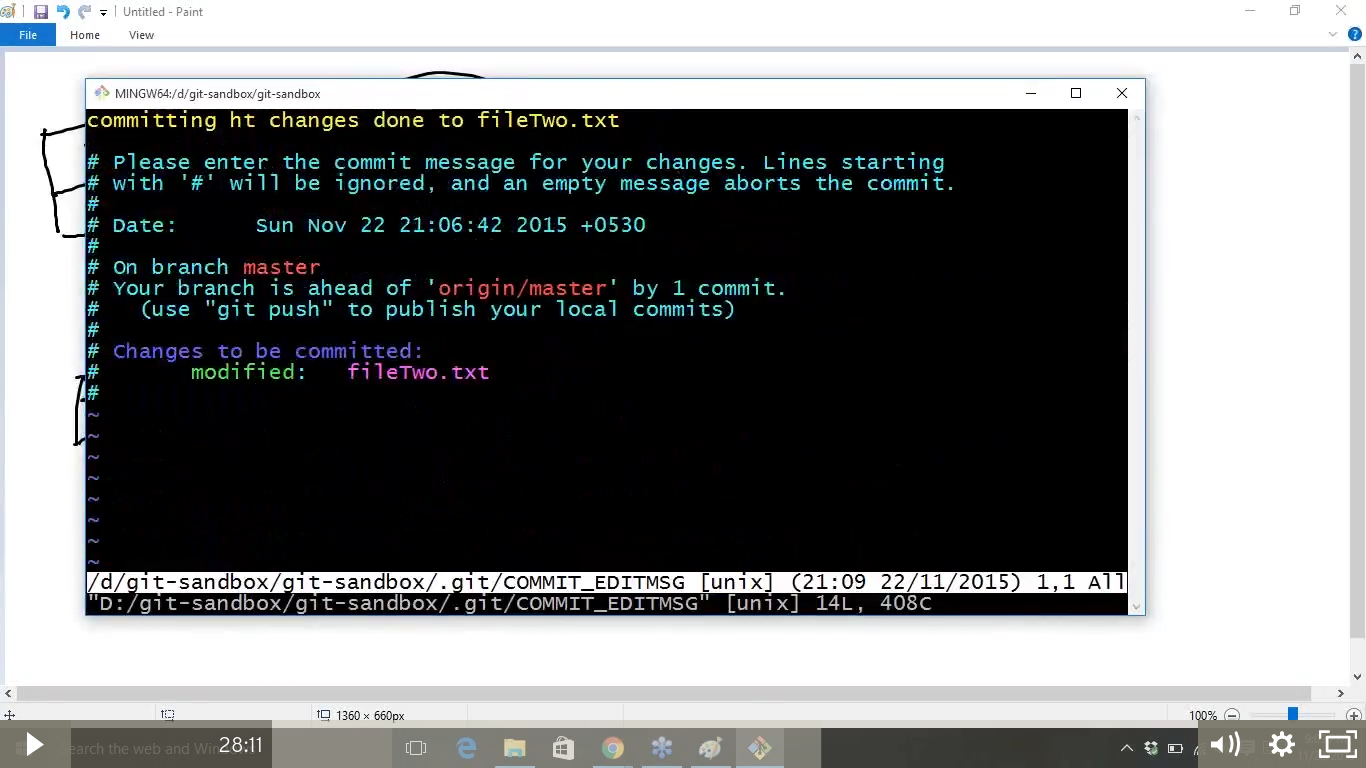 Untitled - Paint
File Home View
MINGW64:/d/git-sandbox/git-sandbox
committing ht changes done to fileTwo.txt
# Please enter the commit message for your changes. Lines starting
# with '#' will be ignored, and an empty message aborts the commit.
#
# Date: Sun Nov 22 21:06:42 2015 +0530
#
# On branch master
# Your branch is ahead of 'origin/master' by 1 commit.
# (use "git push" to publish your local commits)
#
# Changes to be committed:
# modified: fileTwo.txt
#
~
~
~
~
~
~
~
~
/d/git-sandbox/git-sandbox/.git/COMMIT_EDITMSG [unix] (21:09 22/11/2015) 1,1 All
"D:/git-sandbox/git-sandbox/.git/COMMIT_EDITMSG" [unix] 14L, 408C
1360 × 660px 100%
Search the web and 28:11